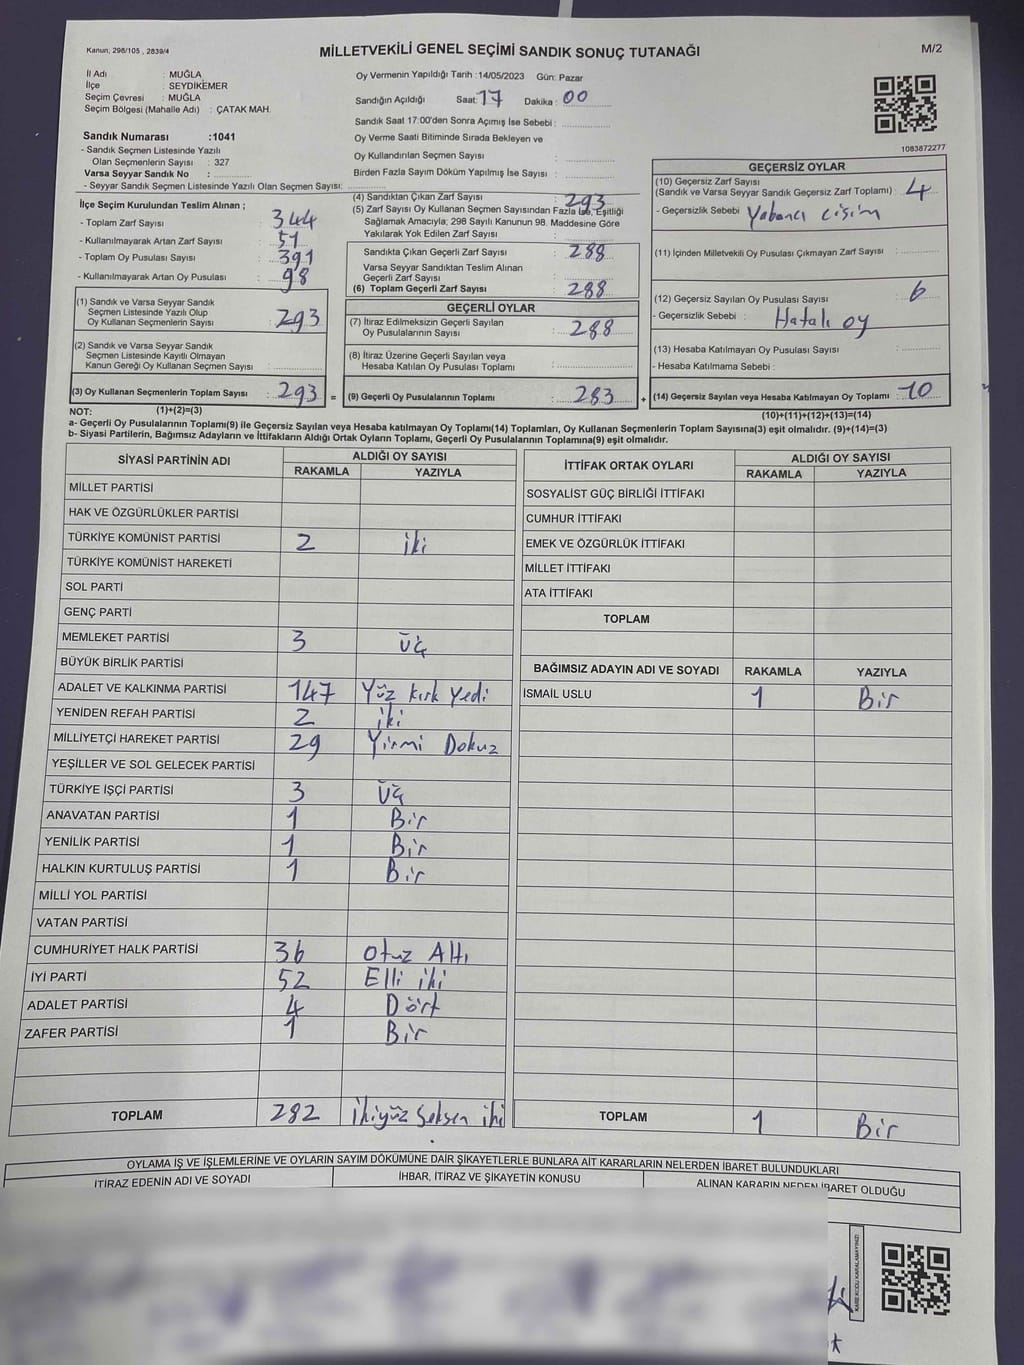 Kanun; 298/105 , 2839/4
MİLLETVEKİLİ GENEL SEÇİMİ SANDIK SONUÇ TUTANAĞI
M/2
İl Adı : MUĞLA
İlçe : SEYDİKEMER
Seçim Çevresi : MUĞLA
Seçim Bölgesi (Mahalle Adı) : ÇATAK MAH.
Sandık Numarası :1041
- Sandık Seçmen Listesinde Yazılı
Olan Seçmenlerin Sayısı : 327
Varsa Seyyar Sandık No :
- Seyyar Sandık Seçmen Listesinde Yazılı Olan Seçmen Sayısı:
Oy Vermenin Yapıldığı Tarih :14/05/2023 Gün: Pazar
Sandığın Açıldığı Saat: 17 Dakika : 00
Sandık Saat 17:00'den Sonra Açımış İse Sebebi :
Oy Verme Saati Bitiminde Sırada Bekleyen ve
Oy Kullandırılan Seçmen Sayısı :
Birden Fazla Sayım Döküm Yapılmış İse Sayısı :
1083872277
İlçe Seçim Kurulundan Teslim Alınan ;
- Toplam Zarf Sayısı : 344
- Kullanılmayarak Artan Zarf Sayısı : 51
- Toplam Oy Pusulası Sayısı : 391
- Kullanılmayarak Artan Oy Pusulası : 98
(1) Sandık ve Varsa Seyyar Sandık
Seçmen Listesinde Yazılı Olup
Oy Kullanan Seçmenlerin Sayısı : 293
(2) Sandık ve Varsa Seyyar Sandık
Seçmen Listesinde Kayıtlı Olmayan
Kanun Gereği Oy Kullanan Seçmen Sayısı :
(3) Oy Kullanan Seçmenlerin Toplam Sayısı : 293 =
(4) Sandıktan Çıkan Zarf Sayısı : 293
(5) Zarf Sayısı Oy Kullanan Seçmen Sayısından Fazla İse, Eşitliği
Sağlamak Amacıyla; 298 Sayılı Kanunun 98. Maddesine Göre
Yakılarak Yok Edilen Zarf Sayısı :
Sandıkta Çıkan Geçerli Zarf Sayısı : 288
Varsa Seyyar Sandıktan Teslim Alınan
Geçerli Zarf Sayısı :
(6) Toplam Geçerli Zarf Sayısı : 288
GEÇERLİ OYLAR
(7) İtiraz Edilmeksizin Geçerli Sayılan
Oy Pusulalarının Sayısı : 288
(8) İtiraz Üzerine Geçerli Sayılan veya
Hesaba Katılan Oy Pusulası Toplamı :
(9) Geçerli Oy Pusulalarının Toplamı : 283 +
GEÇERSİZ OYLAR
(10) Geçersiz Zarf Sayısı
(Sandık ve Varsa Seyyar Sandık Geçersiz Zarf Toplamı) : 4
- Geçersizlik Sebebi : Yabancı cisim
(11) İçinden Milletvekili Oy Pusulası Çıkmayan Zarf Sayısı :
(12) Geçersiz Sayılan Oy Pusulası Sayısı : 6
- Geçersizlik Sebebi : Hatalı oy
(13) Hesaba Katılmayan Oy Pusulası Sayısı :
- Hesaba Katılmama Sebebi :
(14) Geçersiz Sayılan veya Hesaba Katılmayan Oy Toplamı : 10
NOT: (1)+(2)=(3)
(10)+(11)+(12)+(13)=(14)
a- Geçerli Oy Pusulalarının Toplamı(9) ile Geçersiz Sayılan veya Hesaba katılmayan Oy Toplamı(14) Toplamları, Oy Kullanan Seçmenlerin Toplam Sayısına(3) eşit olmalıdır. (9)+(14)=(3)
b- Siyasi Partilerin, Bağımsız Adayların ve İttifakların Aldığı Ortak Oyların Toplamı, Geçerli Oy Pusulalarının Toplamına(9) eşit olmalıdır.
SİYASİ PARTİNİN ADI
ALDIĞI OY SAYISI
RAKAMLA YAZIYLA
MİLLET PARTİSİ
HAK VE ÖZGÜRLÜKLER PARTİSİ
TÜRKİYE KOMÜNİST PARTİSİ 2 iki
TÜRKİYE KOMÜNİST HAREKETİ
SOL PARTİ
GENÇ PARTİ
MEMLEKET PARTİSİ 3 üç
BÜYÜK BİRLİK PARTİSİ
ADALET VE KALKINMA PARTİSİ 147 Yüz kırk yedi
YENİDEN REFAH PARTİSİ 2 iki
MİLLİYETÇİ HAREKET PARTİSİ 29 Yirmi Dokuz
YEŞİLLER VE SOL GELECEK PARTİSİ
TÜRKİYE İŞÇİ PARTİSİ 3 üç
ANAVATAN PARTİSİ 1 Bir
YENİLİK PARTİSİ 1 Bir
HALKIN KURTULUŞ PARTİSİ 1 Bir
MİLLİ YOL PARTİSİ
VATAN PARTİSİ
CUMHURİYET HALK PARTİSİ 36 Otuz Altı
İYİ PARTİ 52 Elli iki
ADALET PARTİSİ 4 Dört
ZAFER PARTİSİ 1 Bir
TOPLAM 282 ikiyüz Seksen iki
İTTİFAK ORTAK OYLARI
ALDIĞI OY SAYISI
RAKAMLA YAZIYLA
SOSYALİST GÜÇ BİRLİĞİ İTTİFAKI
CUMHUR İTTİFAKI
EMEK VE ÖZGÜRLÜK İTTİFAKI
MİLLET İTTİFAKI
ATA İTTİFAKI
TOPLAM
BAĞIMSIZ ADAYIN ADI VE SOYADI RAKAMLA YAZIYLA
İSMAİL USLU 1 Bir
TOPLAM 1 Bir
OYLAMA İŞ VE İŞLEMLERİNE VE OYLARIN SAYIM DÖKÜMÜNE DAİR ŞİKAYETLERLE BUNLARA AİT KARARLARIN NELERDEN İBARET BULUNDUKLARI
İTİRAZ EDENİN ADI VE SOYADI
İHBAR, İTİRAZ VE ŞİKAYETİN KONUSU
ALINAN KARARIN NEDEN İBARET OLDUĞU
KARE KODU KARALAMAYINIZ!